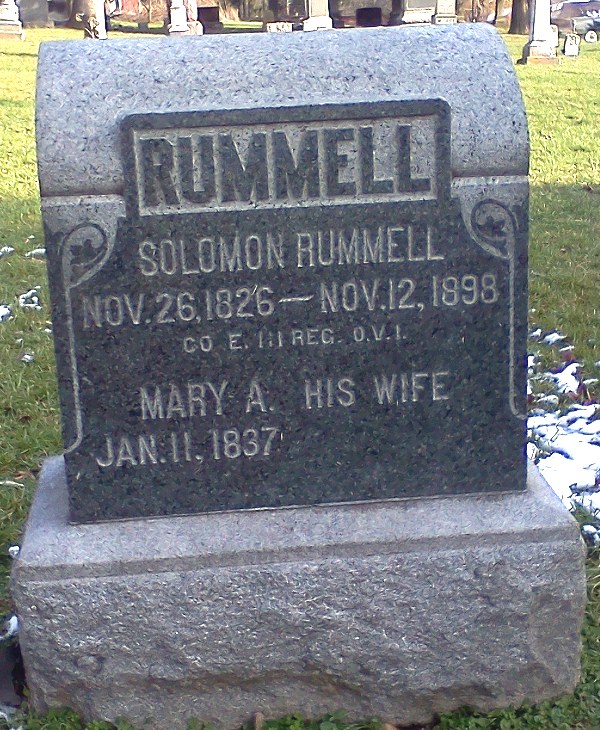 RUMMELL
SOLOMON RUMMELL
NOV. 26, 1826 — NOV. 12, 1898
CO E. 111 REG. O.V.I.
MARY A. HIS WIFE
JAN. 11, 1837